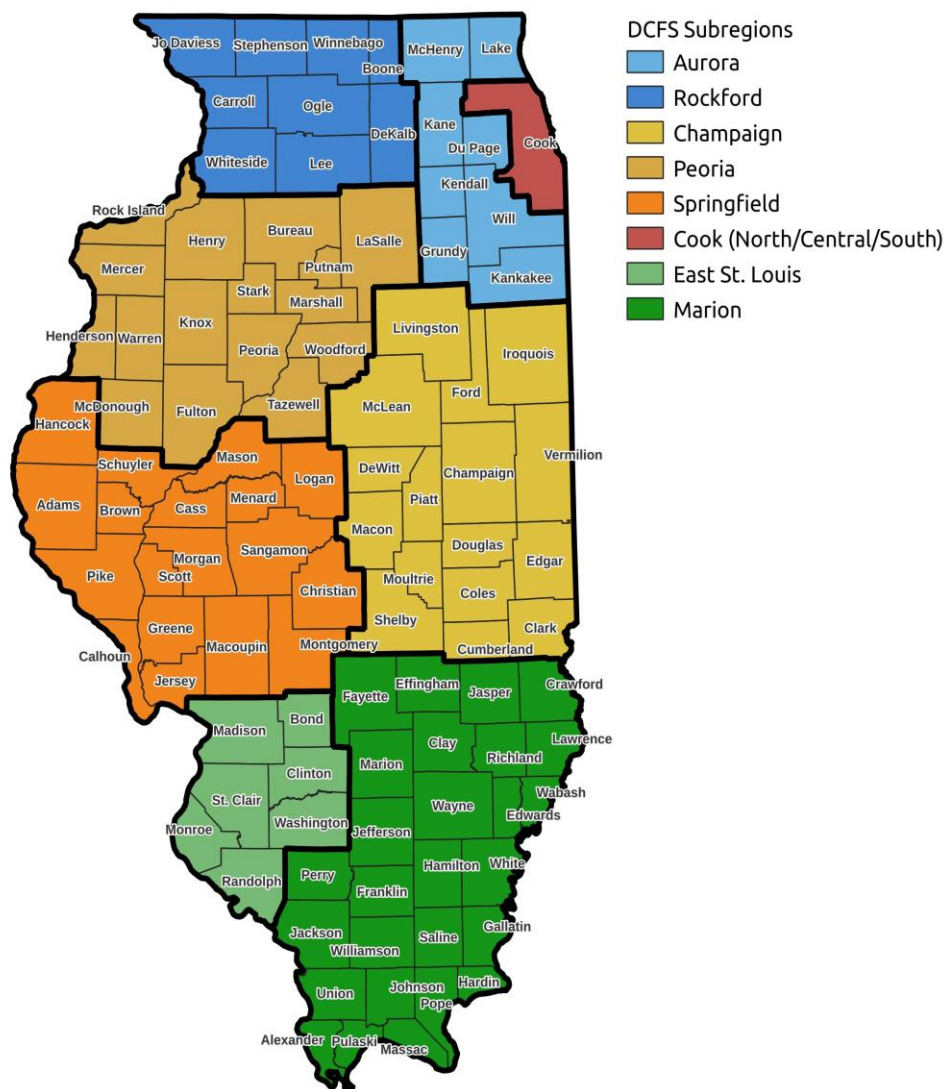 DCFS Subregions
Aurora
Rockford
Champaign
Peoria
Springfield
Cook (North/Central/South)
East St. Louis
Marion
Jo Daviess
Stephenson
Winnebago
Boone
McHenry
Lake
Carroll
Ogle
DeKalb
Kane
Du Page
Cook
Whiteside
Lee
Kendall
Will
Grundy
Kankakee
Rock Island
Henry
Bureau
LaSalle
Putnam
Mercer
Stark
Marshall
Henderson
Warren
Knox
Peoria
Woodford
McDonough
Fulton
Tazewell
Livingston
Iroquois
Ford
McLean
Hancock
Schuyler
Mason
Logan
DeWitt
Champaign
Vermilion
Adams
Brown
Cass
Menard
Piatt
Macon
Sangamon
Douglas
Edgar
Pike
Scott
Morgan
Christian
Moultrie
Coles
Shelby
Greene
Macoupin
Montgomery
Cumberland
Clark
Calhoun
Jersey
Fayette
Effingham
Jasper
Crawford
Madison
Bond
Clay
Richland
Lawrence
Marion
Clinton
St. Clair
Wayne
Wabash
Edwards
Monroe
Washington
Jefferson
Randolph
Perry
Hamilton
White
Franklin
Jackson
Williamson
Saline
Gallatin
Union
Johnson
Pope
Hardin
Alexander
Pulaski
Massac